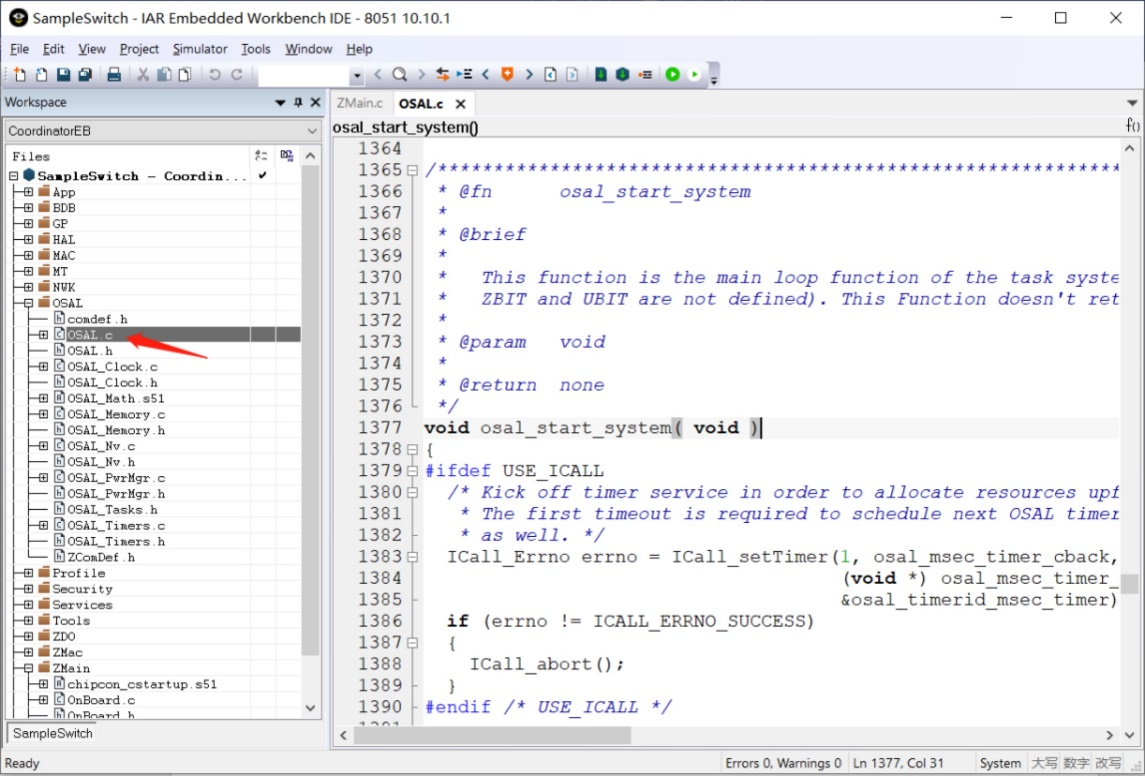 SampleSwitch - IAR Embedded Workbench IDE - 8051 10.10.1
File Edit View Project Simulator Tools Window Help
Workspace
CoordinatorEB
Files
SampleSwitch - Coordin...
App
BDB
GP
HAL
MAC
MT
NWK
OSAL
comdef.h
OSAL.c
OSAL.h
OSAL_Clock.c
OSAL_Clock.h
OSAL_Math.s51
OSAL_Memory.c
OSAL_Memory.h
OSAL_Nv.c
OSAL_Nv.h
OSAL_PwrMgr.c
OSAL_PwrMgr.h
OSAL_Tasks.h
OSAL_Timers.c
OSAL_Timers.h
ZComDef.h
Profile
Security
Services
Tools
ZDO
ZMac
ZMain
chipcon_cstartup.s51
OnBoard.c
OnBoard.h
SampleSwitch
ZMain.c OSAL.c
osal_start_system() f()
1364
1365 /**************************************************************
1366 * @fn osal_start_system
1367 *
1368 * @brief
1369 *
1370 * This function is the main loop function of the task syste
1371 * ZBIT and UBIT are not defined). This Function doesn't ret
1372 *
1373 * @param void
1374 *
1375 * @return none
1376 */
1377 void osal_start_system( void )
1378 {
1379 #ifdef USE_ICALL
1380 /* Kick off timer service in order to allocate resources upf
1381 * The first timeout is required to schedule next OSAL timer
1382 * as well. */
1383 ICall_Errno errno = ICall_setTimer(1, osal_msec_timer_cback,
1384 (void *) osal_msec_timer_
1385 &osal_timerid_msec_timer)
1386 if (errno != ICALL_ERRNO_SUCCESS)
1387 {
1388 ICall_abort();
1389 }
1390 #endif /* USE_ICALL */
1391
Ready Errors 0, Warnings 0 Ln 1377, Col 31 System 大写 数字 改写